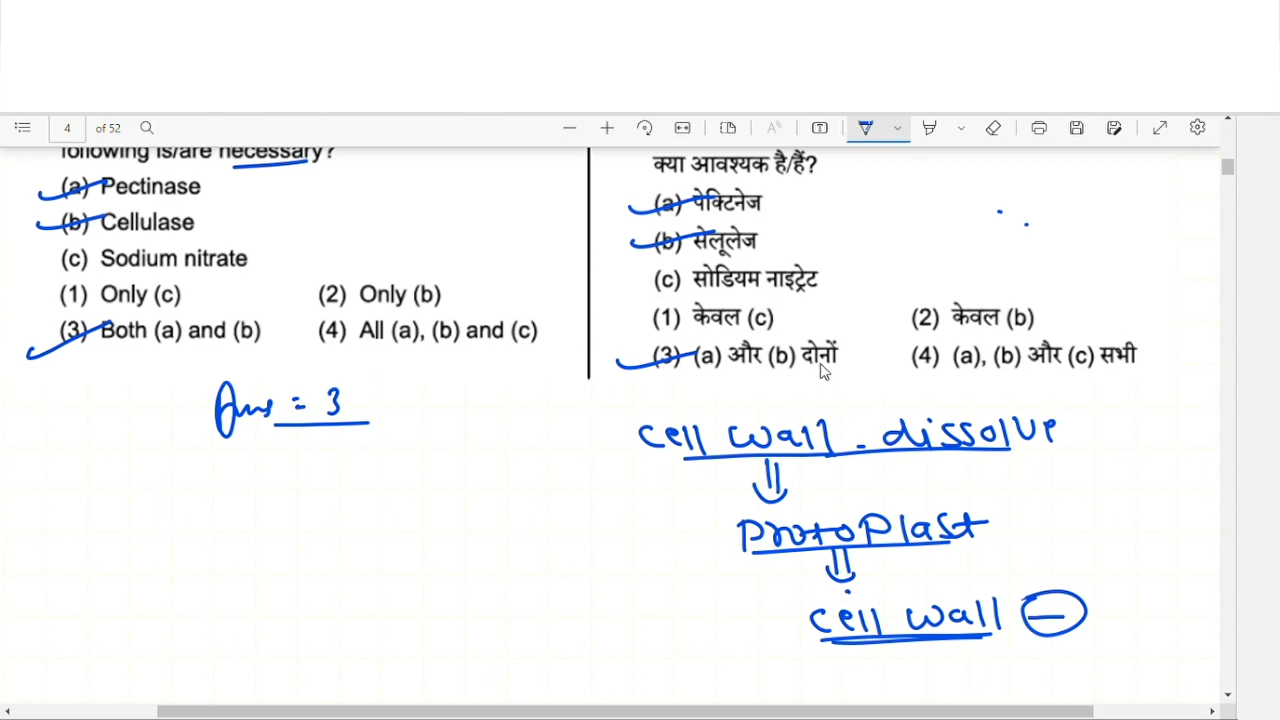 4 of 52
following is/are necessary?
(a) Pectinase
(b) Cellulase
(c) Sodium nitrate
(1) Only (c) (2) Only (b)
(3) Both (a) and (b) (4) All (a), (b) and (c)
Ans = 3
क्या आवश्यक है/हैं?
(a) पेक्टिनेज
(b) सेलूलेज
(c) सोडियम नाइट्रेट
(1) केवल (c) (2) केवल (b)
(3) (a) और (b) दोनों (4) (a), (b) और (c) सभी
cell wall - dissolve
Protoplast
cell wall -